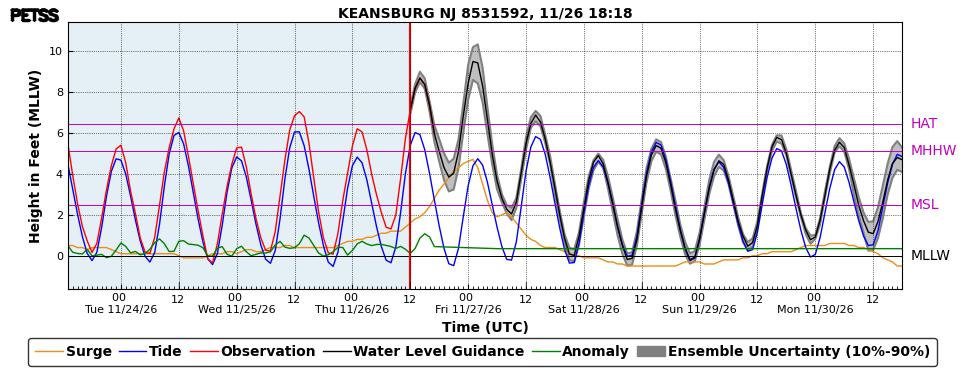 PETSS
KEANSBURG NJ 8531592, 11/26 18:18
Height in Feet (MLLW)
10
8
6
4
2
0
HAT
MHHW
MSL
MLLW
00 12 00 12 00 12 00 12 00 12 00 12 00 12
Tue 11/24/26 Wed 11/25/26 Thu 11/26/26 Fri 11/27/26 Sat 11/28/26 Sun 11/29/26 Mon 11/30/26
Time (UTC)
Surge Tide Observation Water Level Guidance Anomaly Ensemble Uncertainty (10%-90%)